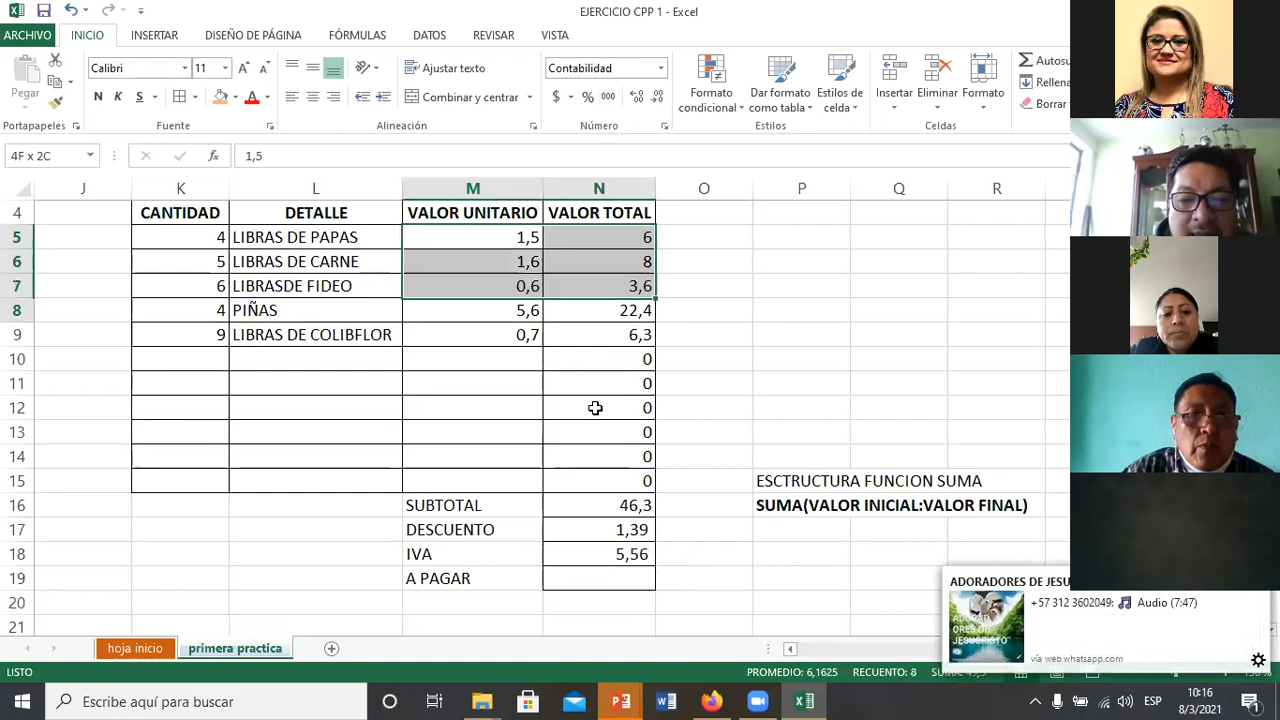 EJERCICIO CPP 1 - Excel
ARCHIVO INICIO INSERTAR DISEÑO DE PÁGINA FÓRMULAS DATOS REVISAR VISTA
Calibri 11 Ajustar texto Contabilidad
Pegar N K S Combinar y centrar $ % 000 Formato condicional Dar formato como tabla Estilos de celda Insertar Eliminar Formato Autosu Rellena Borrar
Portapapeles Fuente Alineación Número Estilos Celdas
4F x 2C fx 1,5
J K L M N O P Q R
4 CANTIDAD DETALLE VALOR UNITARIO VALOR TOTAL
5 4 LIBRAS DE PAPAS 1,5 6
6 5 LIBRAS DE CARNE 1,6 8
7 6 LIBRASDE FIDEO 0,6 3,6
8 4 PIÑAS 5,6 22,4
9 9 LIBRAS DE COLIBFLOR 0,7 6,3
10 0
11 0
12 0
13 0
14 0
15 0 ESCTRUCTURA FUNCION SUMA
16 SUBTOTAL 46,3 SUMA(VALOR INICIAL:VALOR FINAL)
17 DESCUENTO 1,39
18 IVA 5,56
19 A PAGAR
20
21
ADORADORES DE JESU
+57 312 3602049: Audio (7:47)
ADORAD
ORES DE
JESUCRISTO
vía web.whatsapp.com
hoja inicio primera practica
LISTO PROMEDIO: 6,1625 RECUENTO: 8
Escribe aquí para buscar ESP 10:16
8/3/2021